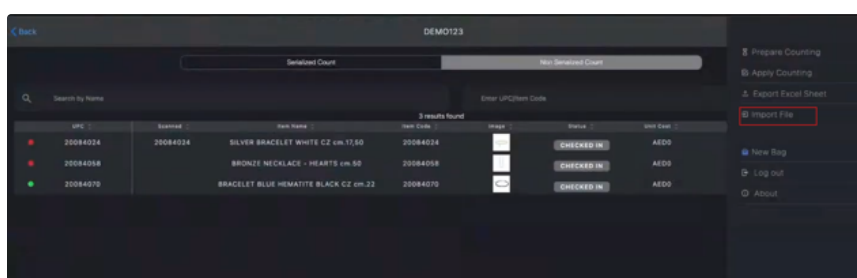 Back
DEMO123
Serialized Count
Non Serialized Count
Search by Name
Enter UPC/Item Code
3 results found
UPC Scanned Item Name Item Code Image Status Unit Cost
20084024 20084024 SILVER BRACELET WHITE CZ cm.17,50 20084024 CHECKED IN AED0
20084058 BRONZE NECKLACE - HEARTS cm.50 20084058 CHECKED IN AED0
20084070 BRACELET BLUE HEMATITE BLACK CZ cm.22 20084070 CHECKED IN AED0
Prepare Counting
Apply Counting
Export Excel Sheet
Import File
New Bag
Log out
About